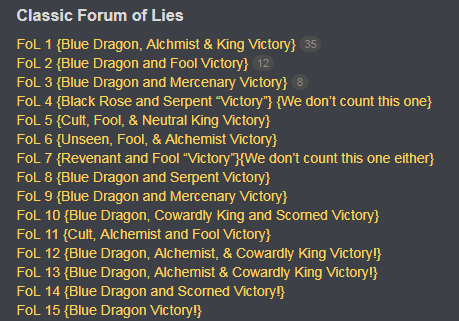 Classic Forum of Lies
FoL 1 {Blue Dragon, Alchmist & King Victory} 35
FoL 2 {Blue Dragon and Fool Victory} 12
FoL 3 {Blue Dragon and Mercenary Victory} 8
FoL 4 {Black Rose and Serpent “Victory”} {We don’t count this one}
FoL 5 {Cult, Fool, & Neutral King Victory}
FoL 6 {Unseen, Fool, & Alchemist Victory}
FoL 7 {Revenant and Fool “Victory”}{We don’t count this one either}
FoL 8 {Blue Dragon and Serpent Victory}
FoL 9 {Blue Dragon and Mercenary Victory}
FoL 10 {Blue Dragon, Cowardly King and Scorned Victory}
FoL 11 {Cult, Alchemist and Fool Victory}
FoL 12 {Blue Dragon, Alchemist, & Cowardly King Victory!}
FoL 13 {Blue Dragon, Alchemist & Cowardly King Victory!}
FoL 14 {Blue Dragon and Scorned Victory!}
FoL 15 {Blue Dragon Victory!}